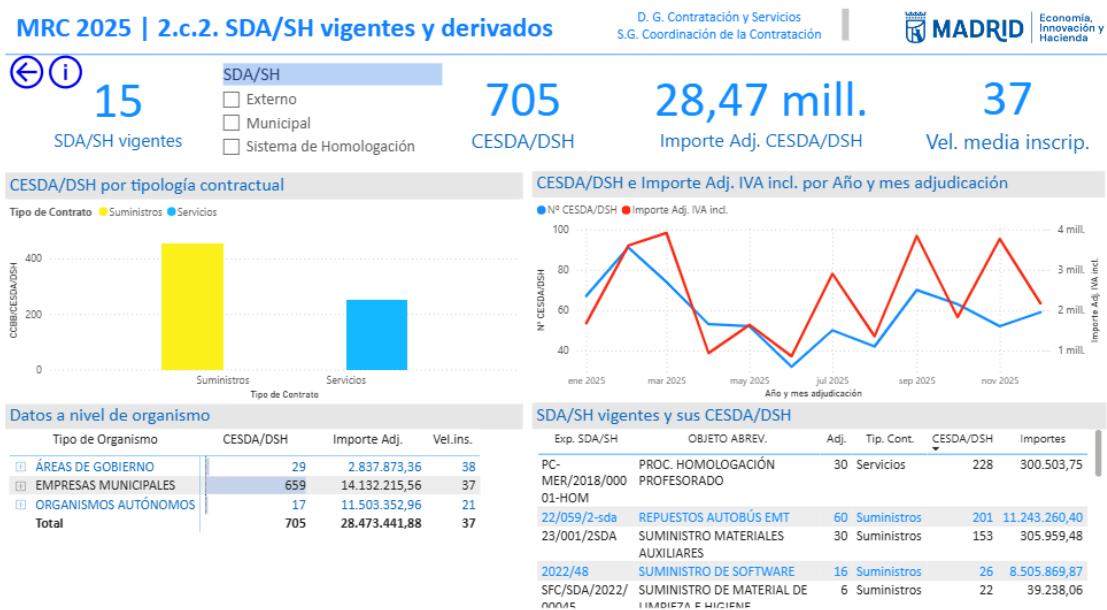 MRC 2025 | 2.c.2. SDA/SH vigentes y derivados
D. G. Contratación y Servicios
S.G. Coordinación de la Contratación
MADRID
Economía,
Innovación y
Hacienda
15
SDA/SH vigentes
SDA/SH
Externo
Municipal
Sistema de Homologación
705
CESDA/DSH
28,47 mill.
Importe Adj. CESDA/DSH
37
Vel. media inscrip.
CESDA/DSH por tipología contractual
Tipo de Contrato Suministros Servicios
CCBB/CESDA/DSH
400
200
0
Suministros Servicios
Tipo de Contrato
CESDA/DSH e Importe Adj. IVA incl. por Año y mes adjudicación
Nº CESDA/DSH Importe Adj. IVA incl.
Nº CESDA/DSH
100
80
60
40
4 mill.
3 mill.
2 mill.
1 mill.
Importe Adj. IVA incl.
ene 2025 mar 2025 may 2025 jul 2025 sep 2025 nov 2025
Año y mes adjudicación
Datos a nivel de organismo
Tipo de Organismo CESDA/DSH Importe Adj. Vel.ins.
ÁREAS DE GOBIERNO 29 2.837.873,36 38
EMPRESAS MUNICIPALES 659 14.132.215,56 37
ORGANISMOS AUTÓNOMOS 17 11.503.352,96 21
Total 705 28.473.441,88 37
SDA/SH vigentes y sus CESDA/DSH
Exp. SDA/SH OBJETO ABREV. Adj. Tip. Cont. CESDA/DSH Importes
PC- PROC. HOMOLOGACIÓN 30 Servicios 228 300.503,75
MER/2018/000 PROFESORADO
01-HOM
22/059/2-sda REPUESTOS AUTOBÚS EMT 60 Suministros 201 11.243.260,40
23/001/2SDA SUMINISTRO MATERIALES 30 Suministros 153 305.959,48
AUXILIARES
2022/48 SUMINISTRO DE SOFTWARE 16 Suministros 26 8.505.869,87
SFC/SDA/2022/ SUMINISTRO DE MATERIAL DE 6 Suministros 22 39.238,06
00045 LIMPIEZA E HIGIENE